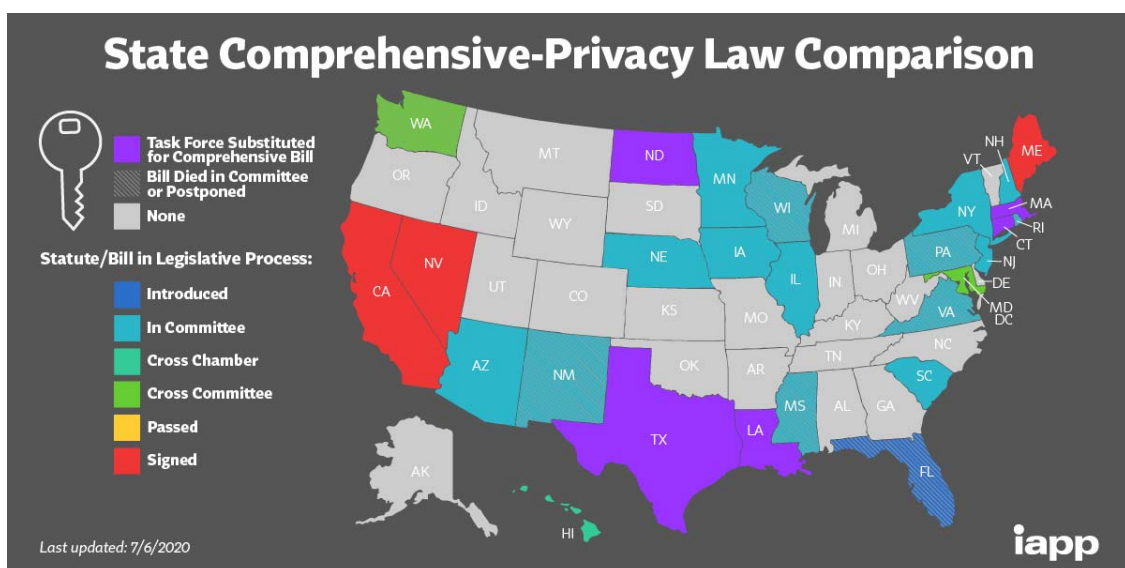 State Comprehensive-Privacy Law Comparison
Task Force Substituted
for Comprehensive Bill
Bill Died in Committee
or Postponed
None
Statute/Bill in Legislative Process:
Introduced
In Committee
Cross Chamber
Cross Committee
Passed
Signed
WA
OR
CA
NV
ID
MT
WY
UT
AZ
CO
NM
ND
SD
NE
KS
OK
TX
MN
IA
MO
AR
LA
WI
IL
MS
MI
IN
OH
KY
TN
AL
GA
FL
SC
NC
VA
WV
PA
NY
VT
NH
ME
MA
RI
CT
NJ
DE
MD
DC
AK
HI
Last updated: 7/6/2020
iapp